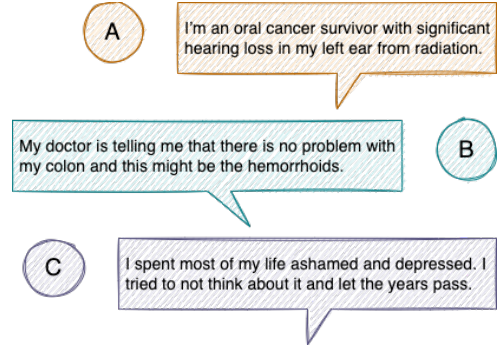 A
I'm an oral cancer survivor with significant
hearing loss in my left ear from radiation.
My doctor is telling me that there is no problem with
my colon and this might be the hemorrhoids.
B
C
I spent most of my life ashamed and depressed. I
tried to not think about it and let the years pass.